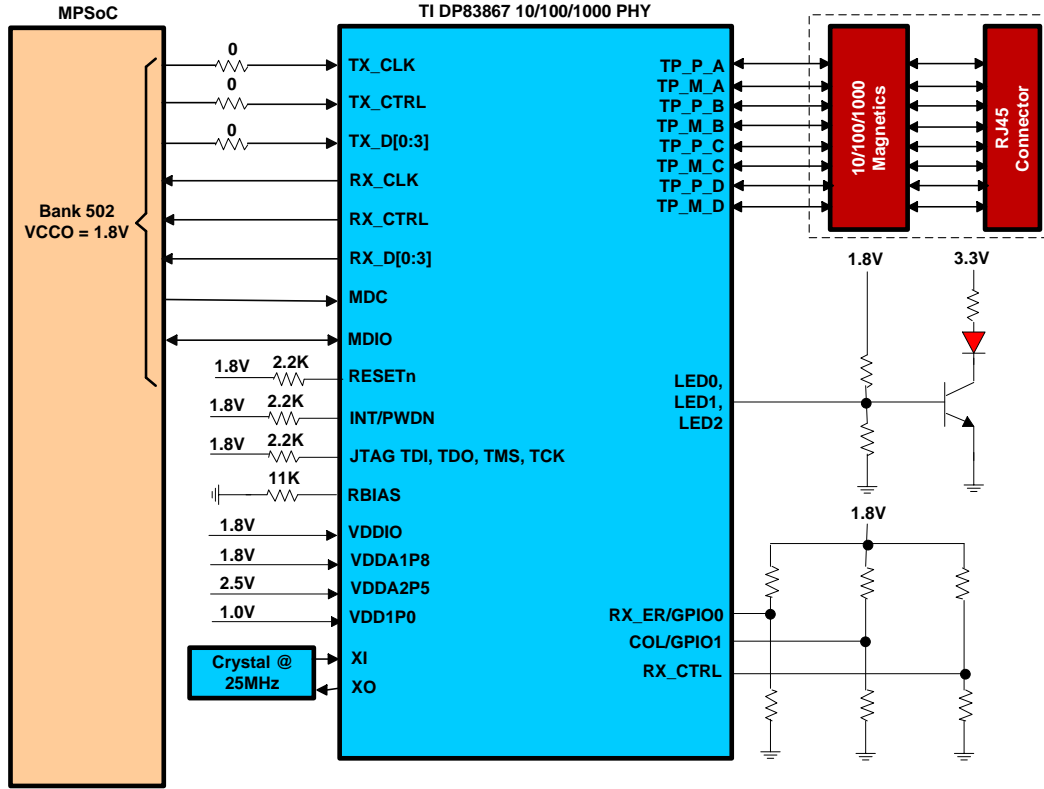 MPSoC
TI DP83867 10/100/1000 PHY
Bank 502
VCCO = 1.8V
0
0
0
TX_CLK
TX_CTRL
TX_D[0:3]
RX_CLK
RX_CTRL
RX_D[0:3]
MDC
MDIO
1.8V
2.2K
RESETn
1.8V
2.2K
INT/PWDN
1.8V
2.2K
JTAG TDI, TDO, TMS, TCK
11K
RBIAS
1.8V
VDDIO
1.8V
VDDA1P8
2.5V
VDDA2P5
1.0V
VDD1P0
Crystal @
25MHz
XI
XO
TP_P_A
TP_M_A
TP_P_B
TP_M_B
TP_P_C
TP_M_C
TP_P_D
TP_M_D
10/100/1000
Magnetics
RJ45
Connector
1.8V
3.3V
LED0,
LED1,
LED2
1.8V
RX_ER/GPIO0
COL/GPIO1
RX_CTRL